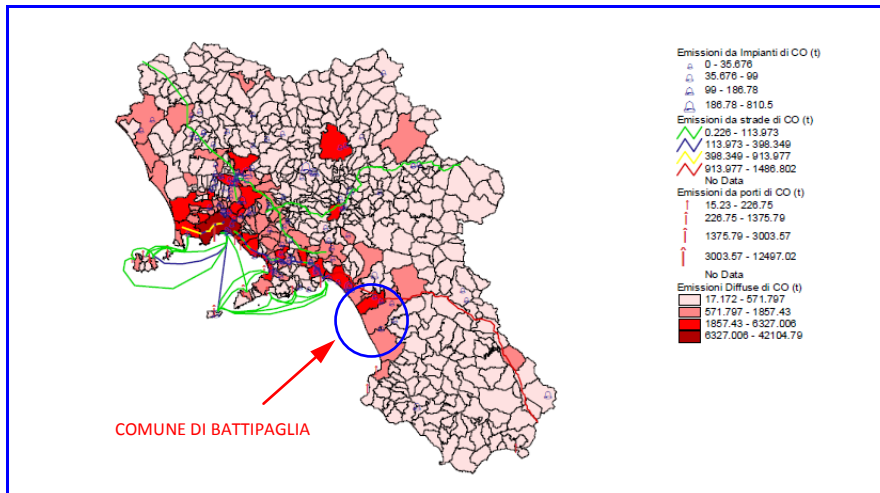 Emissioni da Impianti di CO (t)
0 - 35.676
35.676 - 99
99 - 186.78
186.78 - 810.5
Emissioni da strade di CO (t)
0.226 - 113.973
113.973 - 398.349
398.349 - 913.977
913.977 - 1486.802
No Data
Emissioni da porti di CO (t)
15.23 - 226.75
226.75 - 1375.79
1375.79 - 3003.57
3003.57 - 12497.02
No Data
Emissioni Diffuse di CO (t)
17.172 - 571.797
571.797 - 1857.43
1857.43 - 6327.006
6327.006 - 42104.79
COMUNE DI BATTIPAGLIA